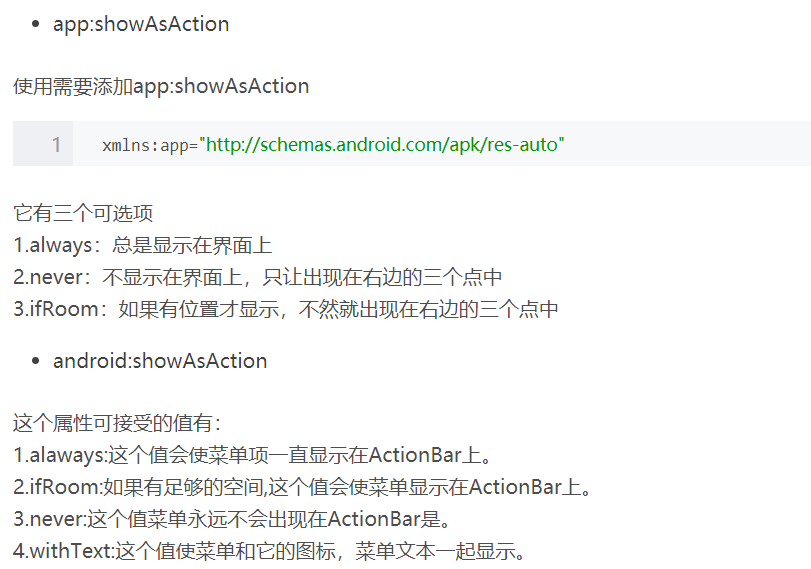 app:showAsAction
使用需要添加app:showAsAction
1 xmlns:app="http://schemas.android.com/apk/res-auto"
它有三个可选项
1.always：总是显示在界面上
2.never：不显示在界面上，只让出现在右边的三个点中
3.ifRoom：如果有位置才显示，不然就出现在右边的三个点中
android:showAsAction
这个属性可接受的值有：
1.alaways:这个值会使菜单项一直显示在ActionBar上。
2.ifRoom:如果有足够的空间,这个值会使菜单显示在ActionBar上。
3.never:这个值菜单永远不会出现在ActionBar是。
4.withText:这个值使菜单和它的图标，菜单文本一起显示。